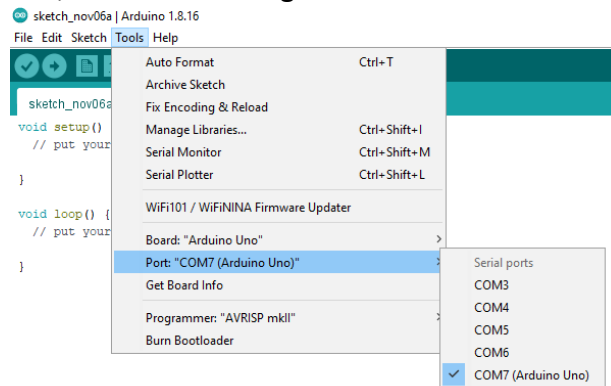 sketch_nov06a | Arduino 1.8.16
File Edit Sketch Tools Help
Auto Format Ctrl+T
Archive Sketch
sketch_nov06a Fix Encoding & Reload
void setup() Manage Libraries... Ctrl+Shift+I
// put your Serial Monitor Ctrl+Shift+M
} Serial Plotter Ctrl+Shift+L
WiFi101 / WiFiNINA Firmware Updater
void loop() {
// put your Board: "Arduino Uno"
} Port: "COM7 (Arduino Uno)" Serial ports
Get Board Info COM3
COM4
Programmer: "AVRISP mkII" COM5
Burn Bootloader COM6
COM7 (Arduino Uno)